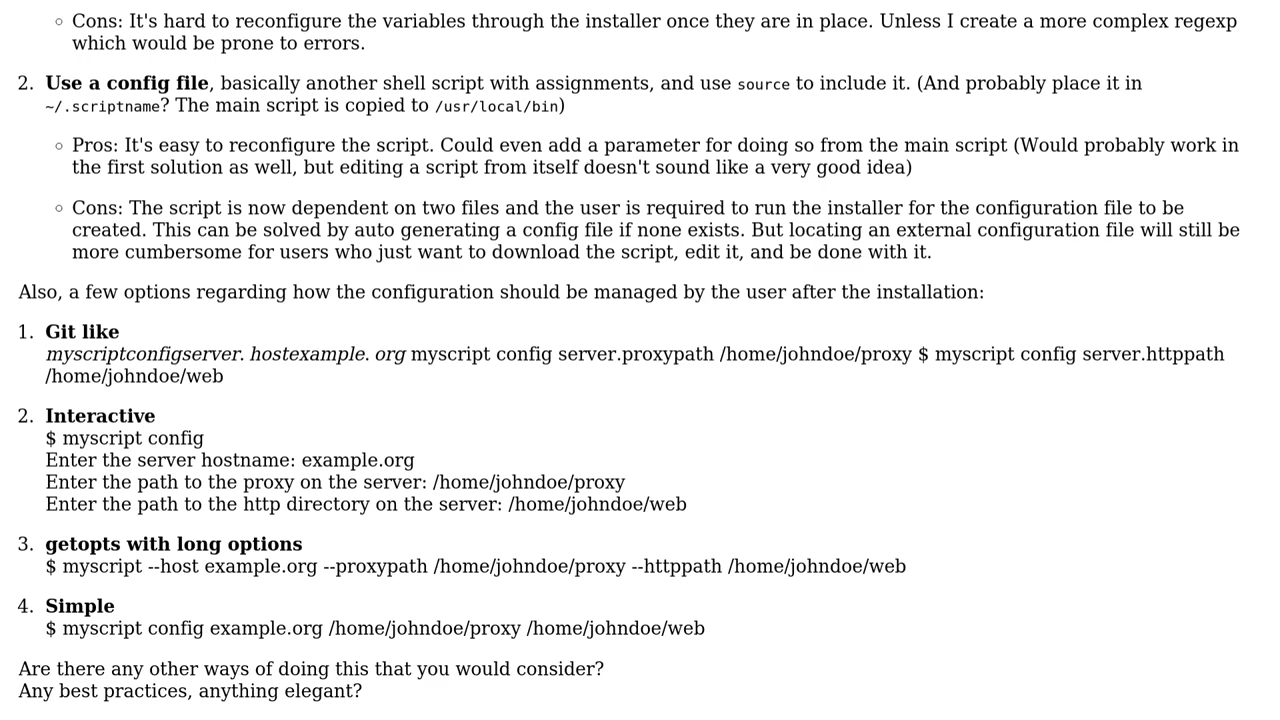 ◦ Cons: It's hard to reconfigure the variables through the installer once they are in place. Unless I create a more complex regexp
which would be prone to errors.
2. Use a config file, basically another shell script with assignments, and use source to include it. (And probably place it in
~/.scriptname? The main script is copied to /usr/local/bin)
◦ Pros: It's easy to reconfigure the script. Could even add a parameter for doing so from the main script (Would probably work in
the first solution as well, but editing a script from itself doesn't sound like a very good idea)
◦ Cons: The script is now dependent on two files and the user is required to run the installer for the configuration file to be
created. This can be solved by auto generating a config file if none exists. But locating an external configuration file will still be
more cumbersome for users who just want to download the script, edit it, and be done with it.
Also, a few options regarding how the configuration should be managed by the user after the installation:
1. Git like
myscriptconfigserver. hostexample. org myscript config server.proxypath /home/johndoe/proxy $ myscript config server.httppath
/home/johndoe/web
2. Interactive
$ myscript config
Enter the server hostname: example.org
Enter the path to the proxy on the server: /home/johndoe/proxy
Enter the path to the http directory on the server: /home/johndoe/web
3. getopts with long options
$ myscript --host example.org --proxypath /home/johndoe/proxy --httppath /home/johndoe/web
4. Simple
$ myscript config example.org /home/johndoe/proxy /home/johndoe/web
Are there any other ways of doing this that you would consider?
Any best practices, anything elegant?